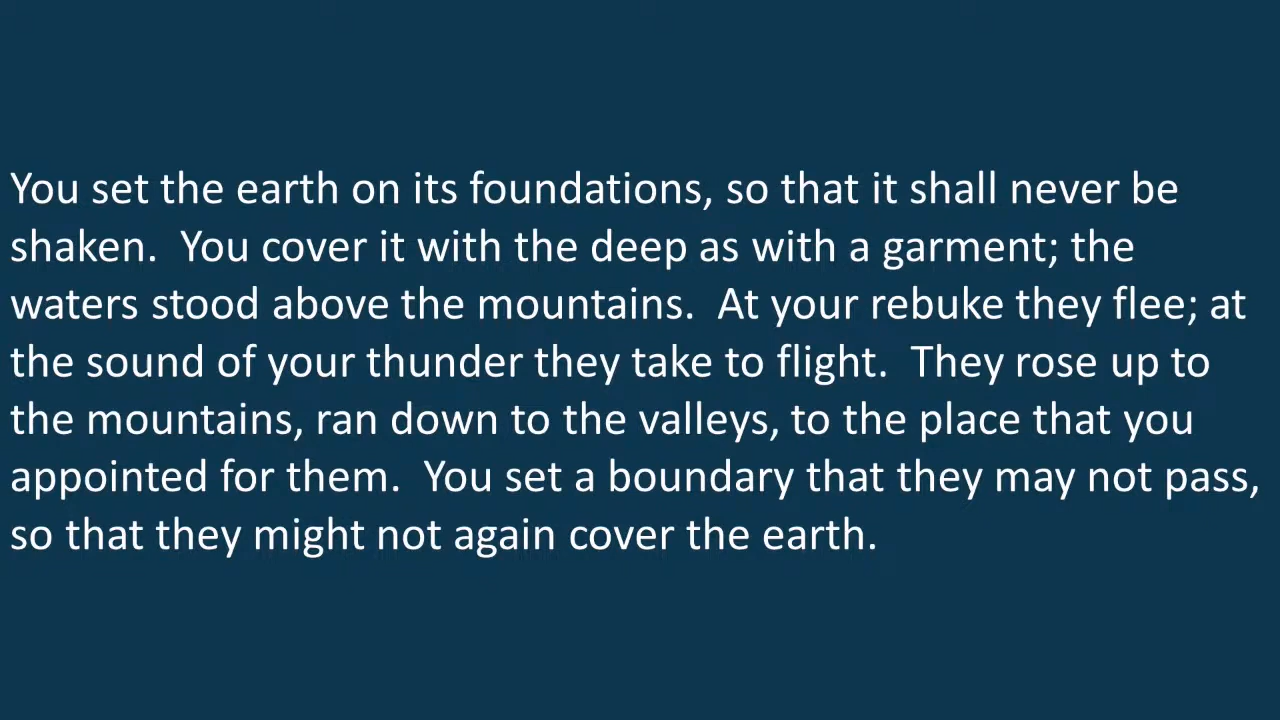 You set the earth on its foundations, so that it shall never be
shaken.  You cover it with the deep as with a garment; the
waters stood above the mountains.  At your rebuke they flee; at
the sound of your thunder they take to flight.  They rose up to
the mountains, ran down to the valleys, to the place that you
appointed for them.  You set a boundary that they may not pass,
so that they might not again cover the earth.